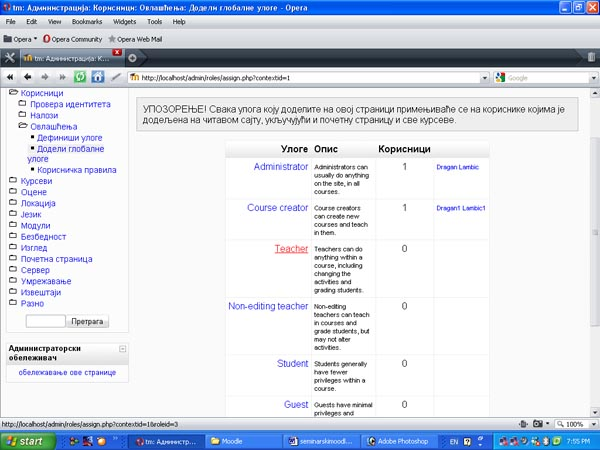 tm: Администрација: Корисници: Овлашћења: Додели глобалне улоге - Opera
File Edit View Bookmarks Widgets Tools Help
Opera Opera Community Opera Web Mail
tm: Администрација: К...
http://localhost/admin/roles/assign.php?contextid=1
Google
Корисници
Провера идентитета
Налози
Овлашћења
Дефиниши улоге
Додели глобалне
улоге
Корисничка правила
Курсеви
Оцене
Локација
Језик
Модули
Безбедност
Изглед
Почетна страница
Сервер
Умрежавање
Извештаји
Разно
Претрага
Администраторски
обележивач
обележавање ове странице
УПОЗОРЕЊЕ! Свака улога коју доделите на овој страници примењиваће се на кориснике којима је
додељена на читавом сајту, укључујући и почетну страницу и све курсеве.
Улоге Опис Корисници
Administrator Administrators can 1 Dragan Lambic
usually do anything
on the site, in all
courses.
Course creator Course creators 1 Dragan1 Lambic1
can create new
courses and teach
in them.
Teacher Teachers can do 0
anything within a
course, including
changing the
activities and
grading students.
Non-editing teacher Non-editing 0
teachers can teach
in courses and
grade students, but
may not alter
activities.
Student Students generally 0
have fewer
privileges within a
course.
Guest Guests have minimal 0
privileges and
http://localhost/admin/roles/assign.php?contextid=1&roleid=3
100%
start
tm: Администр...
Moodle
seminarskimoodl...
Adobe Photoshop
EN
7:55 PM